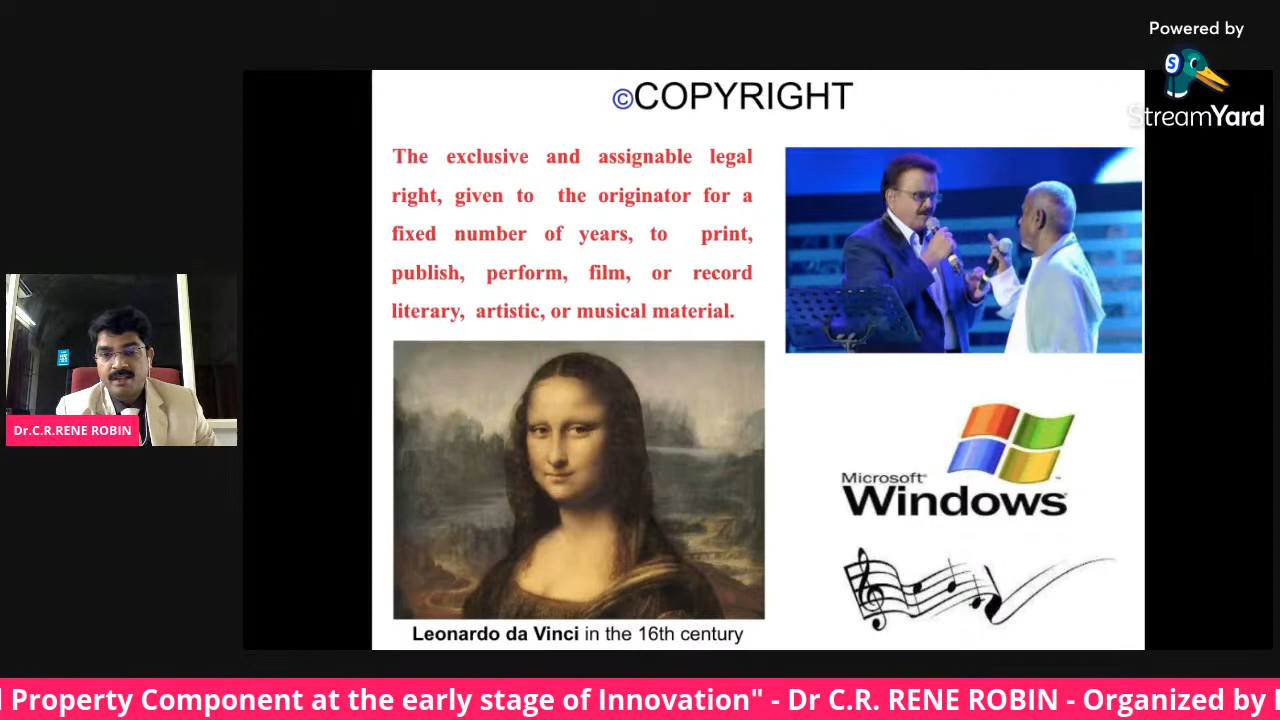 Powered by
StreamYard
©COPYRIGHT
The exclusive and assignable legal
right, given to the originator for a
fixed number of years, to print,
publish, perform, film, or record
literary, artistic, or musical material.
Microsoft
Windows
Leonardo da Vinci in the 16th century
Dr.C.R.RENE ROBIN
Property Component at the early stage of Innovation" - Dr C.R. RENE ROBIN - Organized by